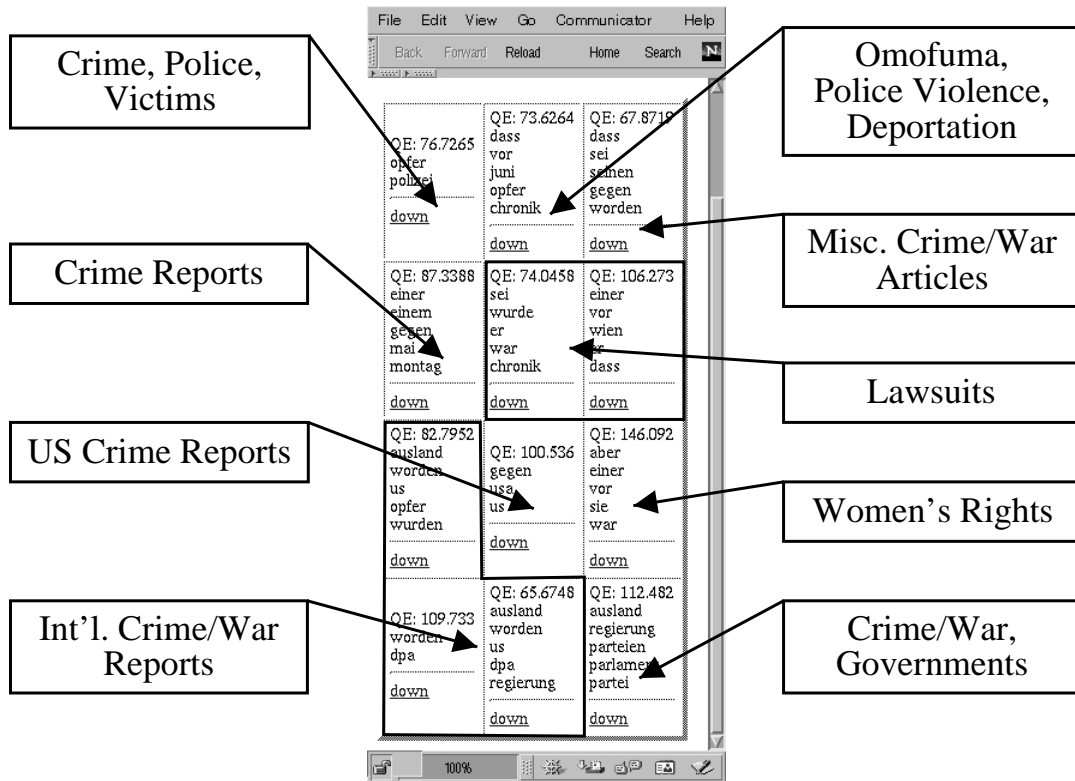 File Edit View Go Communicator Help
Back Forward Reload Home Search N
Crime, Police,
Victims
Omofuma,
Police Violence,
Deportation
QE: 76.7265
opfer
polizei
down
QE: 73.6264
dass
vor
juni
opfer
chronik
down
QE: 67.8719
dass
sei
seinen
gegen
worden
down
Misc. Crime/War
Articles
Crime Reports
QE: 87.3388
einer
einem
gegen
mai
montag
down
QE: 74.0458
sei
wurde
er
war
chronik
down
QE: 106.273
einer
vor
wien
er
dass
down
Lawsuits
US Crime Reports
QE: 82.7952
ausland
worden
us
opfer
wurden
down
QE: 100.536
gegen
usa
us
down
QE: 146.092
aber
einer
vor
sie
war
down
Women's Rights
Int'l. Crime/War
Reports
QE: 109.733
worden
dpa
down
QE: 65.6748
ausland
worden
us
dpa
regierung
down
QE: 112.482
ausland
regierung
parteien
parlament
partei
down
Crime/War,
Governments
100%